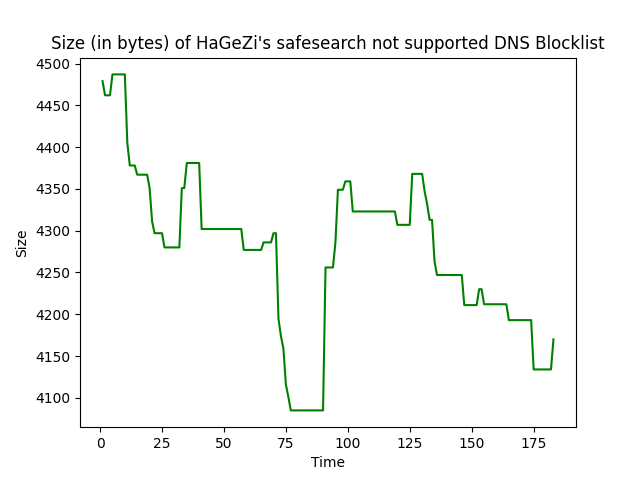 Size (in bytes) of HaGeZi's safesearch not supported DNS Blocklist
4500
4450
4400
4350
4300
4250
4200
4150
4100
Size
0 25 50 75 100 125 150 175
Time